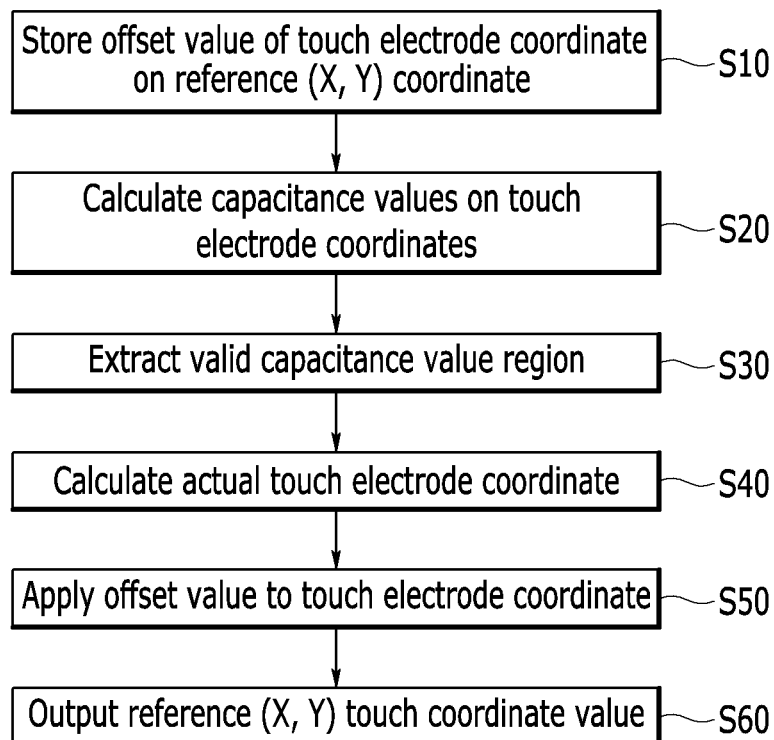 Store offset value of touch electrode coordinate
on reference (X, Y) coordinate
S10
Calculate capacitance values on touch
electrode coordinates
S20
Extract valid capacitance value region
S30
Calculate actual touch electrode coordinate
S40
Apply offset value to touch electrode coordinate
S50
Output reference (X, Y) touch coordinate value
S60